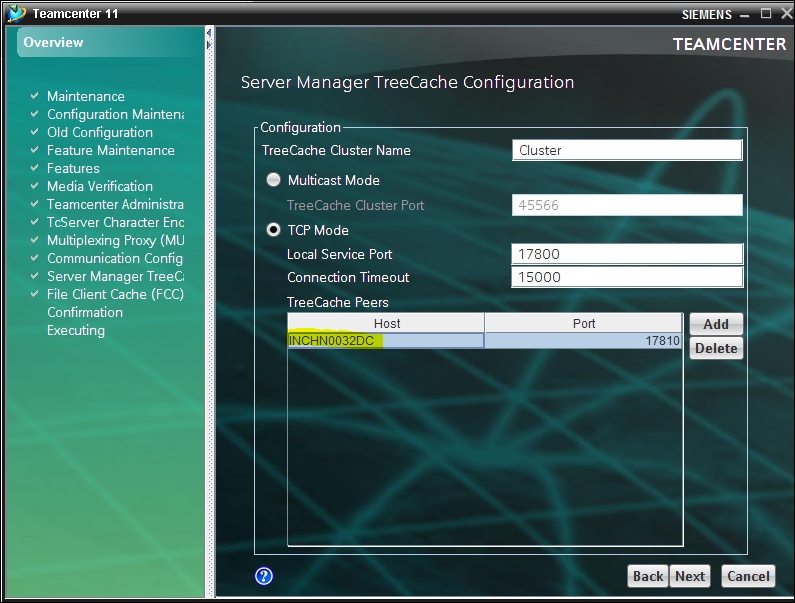 Teamcenter 11
SIEMENS
Overview
TEAMCENTER
Maintenance
Configuration Maintena
Old Configuration
Feature Maintenance
Features
Media Verification
Teamcenter Administra
TcServer Character Enc
Multiplexing Proxy (MU
Communication Config
Server Manager TreeCa
File Client Cache (FCC)
Confirmation
Executing
Server Manager TreeCache Configuration
Configuration
TreeCache Cluster Name Cluster
Multicast Mode
TreeCache Cluster Port 45566
TCP Mode
Local Service Port 17800
Connection Timeout 15000
TreeCache Peers
Host Port
INCHN0032DC 17810
Add
Delete
?
Back Next Cancel